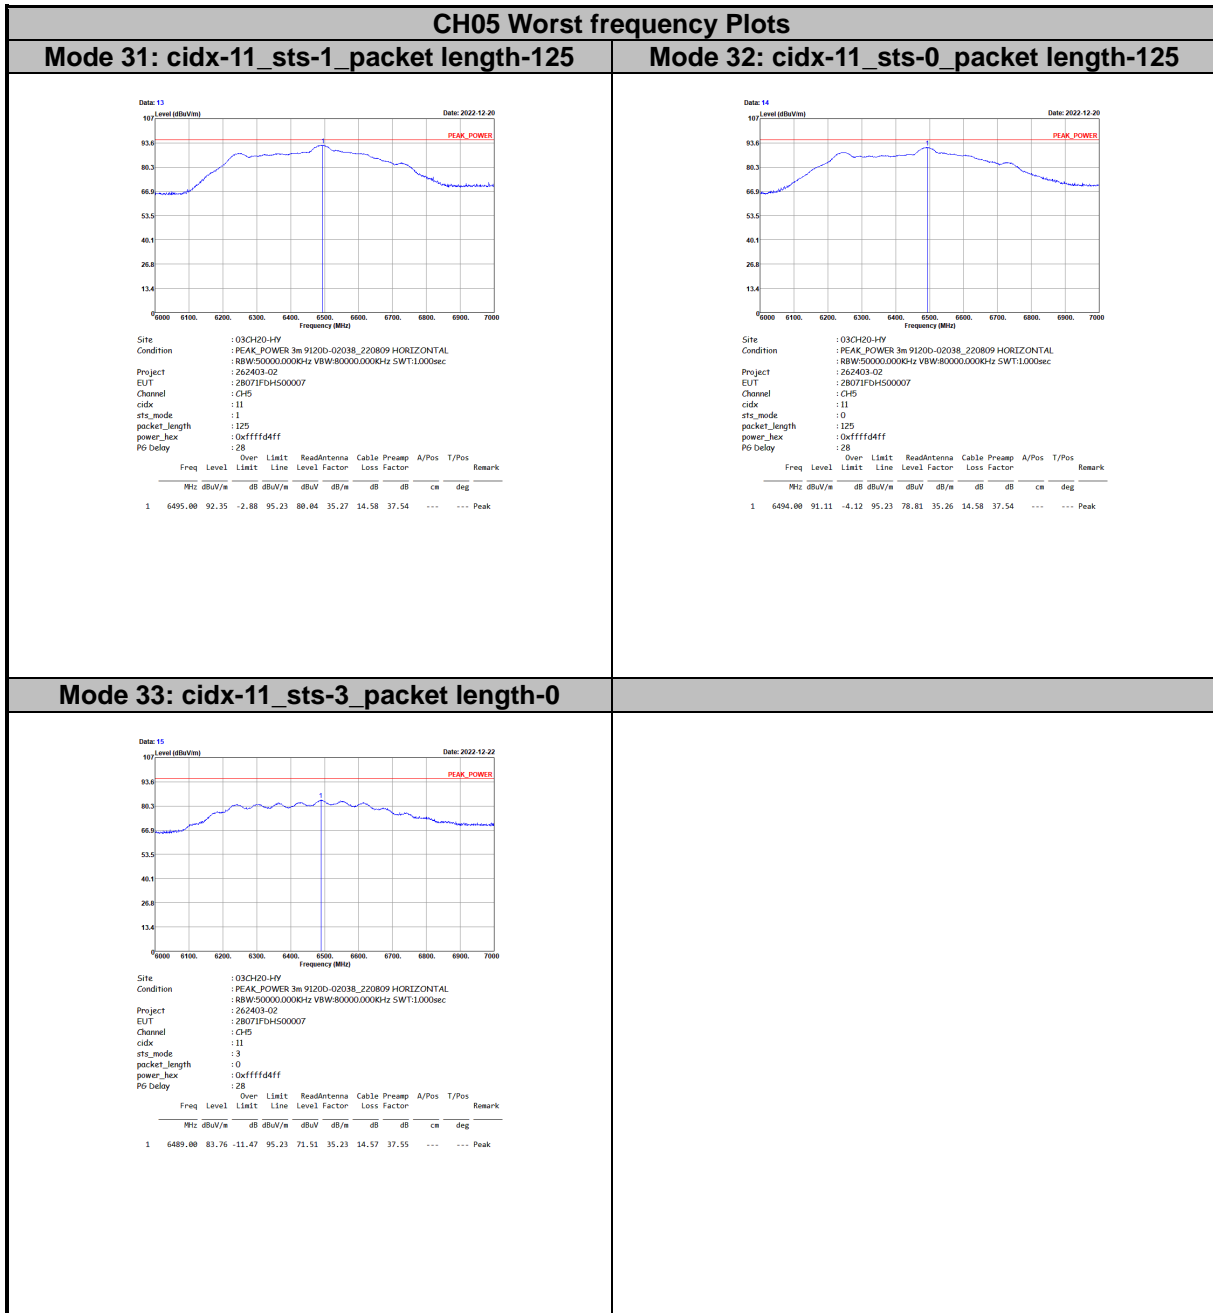 CH05 Worst frequency Plots
Mode 31: cidx-11_sts-1_packet length-125
Data: 13
Level (dBuV/m)
Date: 2022-12-20
107
PEAK_POWER
93.6
1
80.3
66.9
53.5
40.1
26.8
13.4
0
6000 6100. 6200. 6300. 6400. 6500. 6600. 6700. 6800. 6900. 7000
Frequency (MHz)
Site : 03CH20-HY
Condition : PEAK_POWER 3m 9120D-02038_220809 HORIZONTAL
: RBW:50000.000KHz VBW:80000.000KHz SWT:1.000sec
Project : 262403-02
EUT : 2B071FDHS00007
Channel : CH5
cidx : 11
sts_mode : 1
packet_length : 125
power_hex : 0xffffd4ff
PG Delay : 28
Over Limit ReadAntenna Cable Preamp A/Pos T/Pos
Freq Level Limit Line Level Factor Loss Factor Remark
MHz dBuV/m dB dBuV/m dBuV dB/m dB dB cm deg
1 6495.00 92.35 -2.88 95.23 80.04 35.27 14.58 37.54 --- --- Peak
Mode 32: cidx-11_sts-0_packet length-125
Data: 14
Level (dBuV/m)
Date: 2022-12-20
107
PEAK_POWER
93.6
1
80.3
66.9
53.5
40.1
26.8
13.4
0
6000 6100. 6200. 6300. 6400. 6500. 6600. 6700. 6800. 6900. 7000
Frequency (MHz)
Site : 03CH20-HY
Condition : PEAK_POWER 3m 9120D-02038_220809 HORIZONTAL
: RBW:50000.000KHz VBW:80000.000KHz SWT:1.000sec
Project : 262403-02
EUT : 2B071FDHS00007
Channel : CH5
cidx : 11
sts_mode : 0
packet_length : 125
power_hex : 0xffffd4ff
PG Delay : 28
Over Limit ReadAntenna Cable Preamp A/Pos T/Pos
Freq Level Limit Line Level Factor Loss Factor Remark
MHz dBuV/m dB dBuV/m dBuV dB/m dB dB cm deg
1 6494.00 91.11 -4.12 95.23 78.81 35.26 14.58 37.54 --- --- Peak
Mode 33: cidx-11_sts-3_packet length-0
Data: 15
Level (dBuV/m)
Date: 2022-12-22
107
PEAK_POWER
93.6
1
80.3
66.9
53.5
40.1
26.8
13.4
0
6000 6100. 6200. 6300. 6400. 6500. 6600. 6700. 6800. 6900. 7000
Frequency (MHz)
Site : 03CH20-HY
Condition : PEAK_POWER 3m 9120D-02038_220809 HORIZONTAL
: RBW:50000.000KHz VBW:80000.000KHz SWT:1.000sec
Project : 262403-02
EUT : 2B071FDHS00007
Channel : CH5
cidx : 11
sts_mode : 3
packet_length : 0
power_hex : 0xffffd4ff
PG Delay : 28
Over Limit ReadAntenna Cable Preamp A/Pos T/Pos
Freq Level Limit Line Level Factor Loss Factor Remark
MHz dBuV/m dB dBuV/m dBuV dB/m dB dB cm deg
1 6489.00 83.76 -11.47 95.23 71.51 35.23 14.57 37.55 --- --- Peak